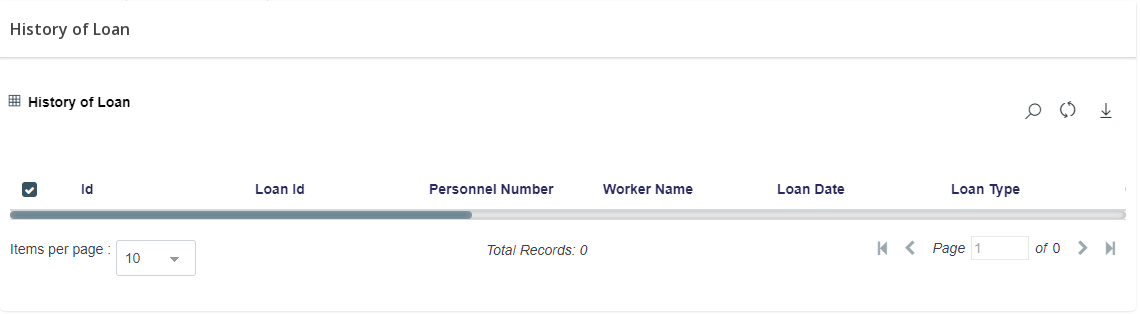 History of Loan
History of Loan
Id Loan Id Personnel Number Worker Name Loan Date Loan Type
Items per page : 10 Total Records: 0 Page 1 of 0